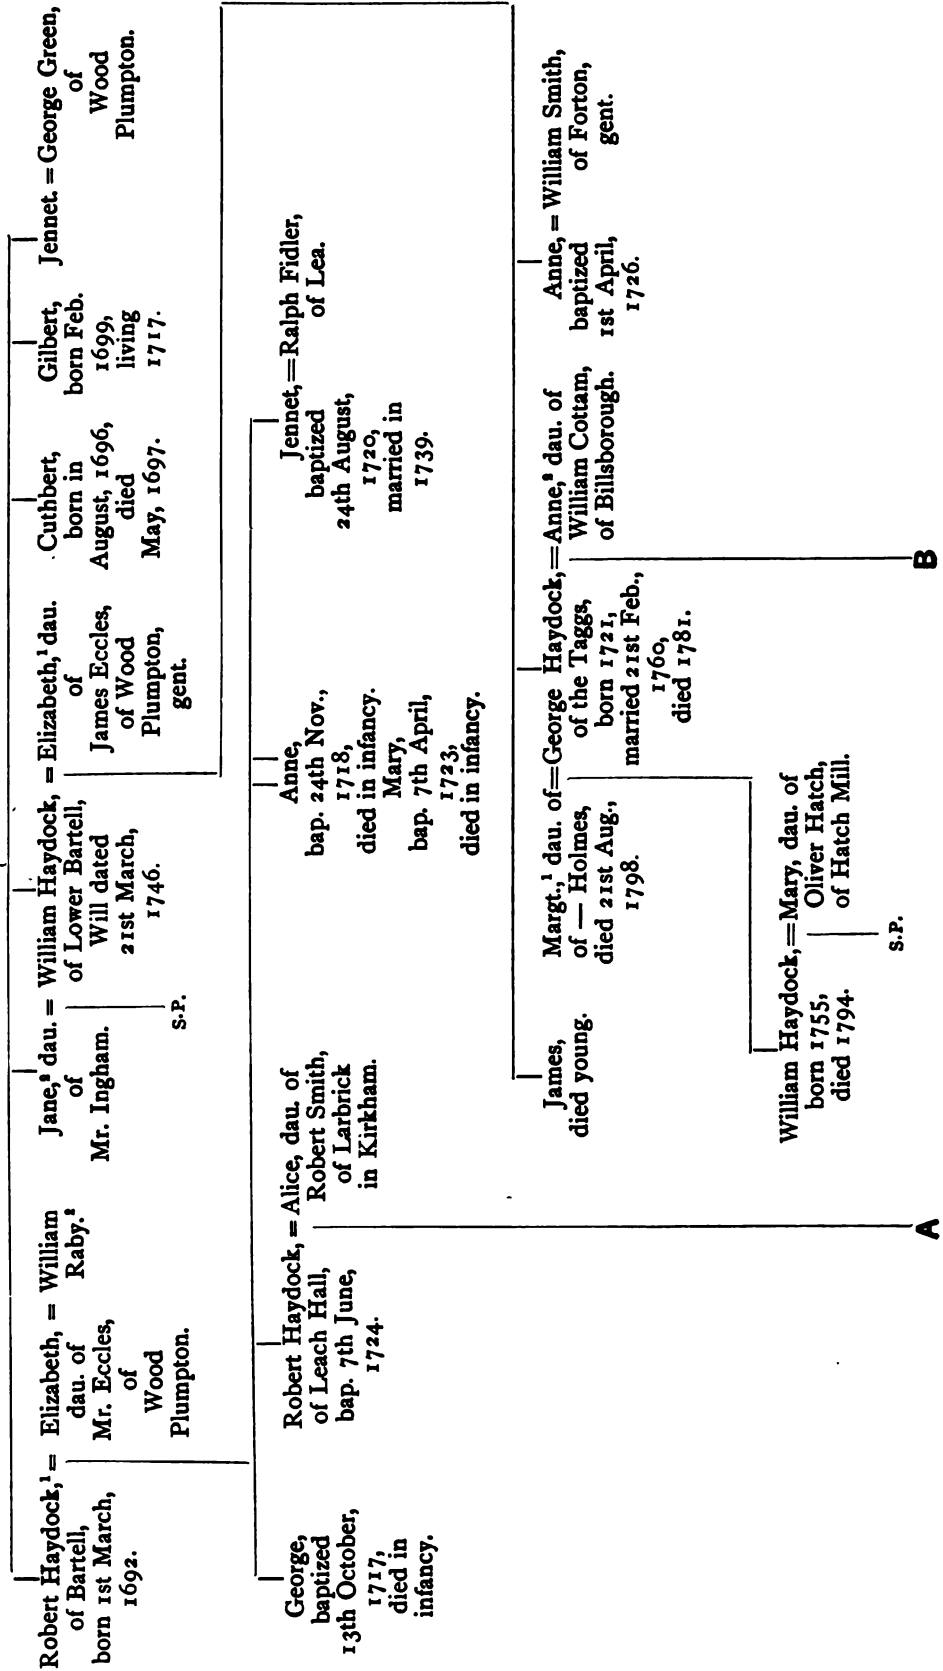 Robert Haydock,¹ =
of Bartell,
born 1st March,
1692.
Elizabeth, = William
dau. of Raby.²
Mr. Eccles,
of
Wood
Plumpton.
Jane,² dau. = William Haydock, = Elizabeth,¹ dau.
of
Mr. Ingham.
S.P.
of Lower Bartell,
Will dated
21st March,
1746.
of
James Eccles,
of Wood
Plumpton,
gent.
Cuthbert,
born in
August, 1696,
died
May, 1697.
Gilbert,
born Feb.
1699,
living
1717.
Jennet. = George Green,
of
Wood
Plumpton.
George,
baptized
13th October,
1717,
died in
infancy.
Robert Haydock, = Alice, dau. of
of Leach Hall,
bap. 7th June,
1724.
Robert Smith,
of Larbrick
in Kirkham.
Anne,
bap. 24th Nov.,
1718,
died in infancy.
Mary,
bap. 7th April,
1723,
died in infancy.
Jennet, = Ralph Fidler,
baptized
24th August,
1720,
married in
1739.
of Lea.
James,
died young.
Margt.,¹ dau. of = George Haydock, = Anne,² dau. of
of — Holmes,
died 21st Aug.,
1798.
of the Taggs,
born 1721,
married 21st Feb.,
1760,
died 1781.
William Cottam,
of Billsborough.
Anne, = William Smith,
baptized
1st April,
1726.
of Forton,
gent.
William Haydock, = Mary, dau. of
born 1755,
died 1794.
Oliver Hatch,
of Hatch Mill.
S.P.
A
B